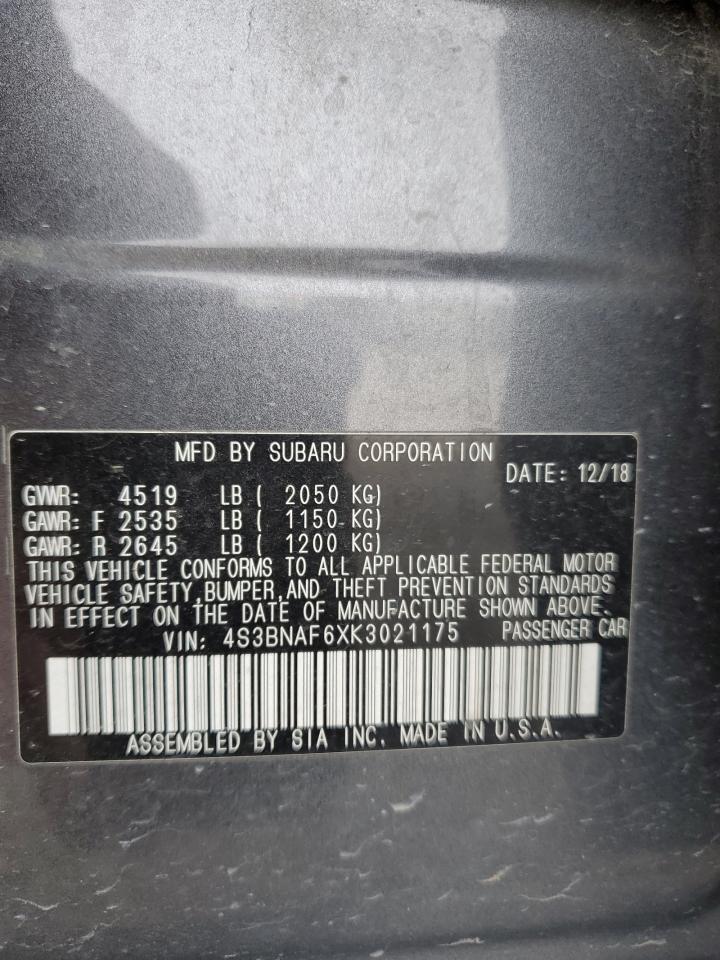 MFD BY SUBARU CORPORATION
DATE: 12/18
GVWR: 4519 LB ( 2050 KG)
GAWR: F 2535 LB ( 1150 KG)
GAWR: R 2645 LB ( 1200 KG)
THIS VEHICLE CONFORMS TO ALL APPLICABLE FEDERAL MOTOR
VEHICLE SAFETY,BUMPER,AND THEFT PREVENTION STANDARDS
IN EFFECT ON THE DATE OF MANUFACTURE SHOWN ABOVE.
VIN: 4S3BNAF6XK3021175 PASSENGER CAR
ASSEMBLED BY SIA INC. MADE IN U.S.A.